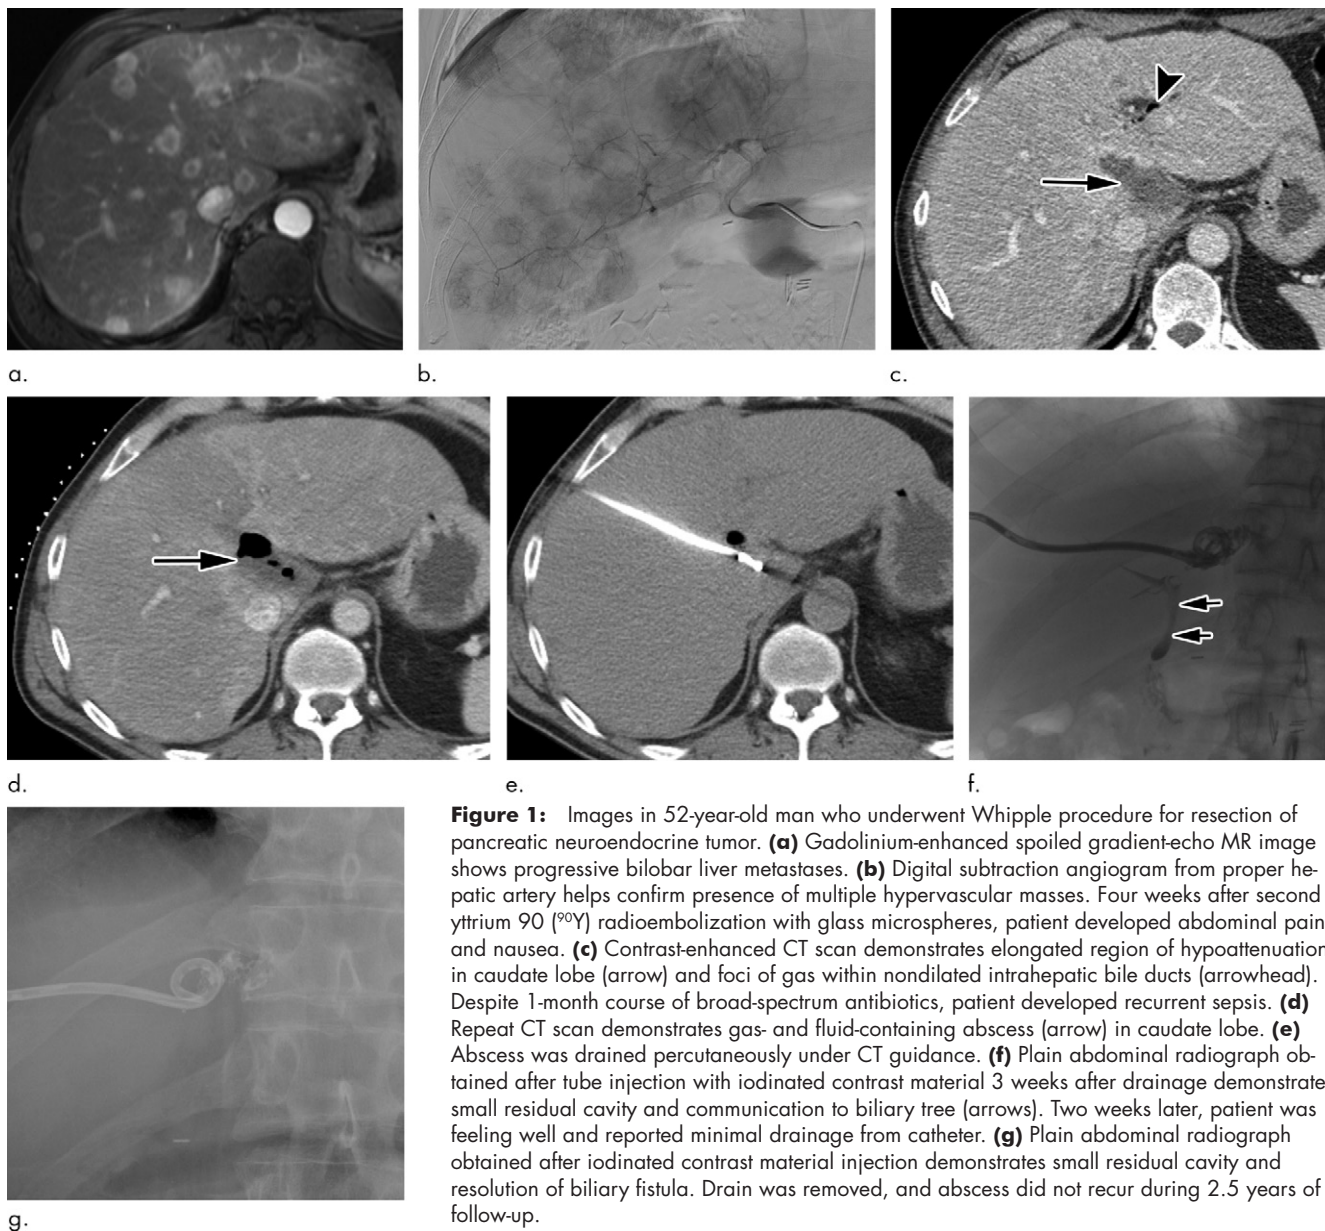 a.
b.
c.
d.
e.
f.
g.
Figure 1: Images in 52-year-old man who underwent Whipple procedure for resection of
pancreatic neuroendocrine tumor. (a) Gadolinium-enhanced spoiled gradient-echo MR image
shows progressive bilobar liver metastases. (b) Digital subtraction angiogram from proper he-
patic artery helps confirm presence of multiple hypervascular masses. Four weeks after second
yttrium 90 (⁹⁰Y) radioembolization with glass microspheres, patient developed abdominal pain
and nausea. (c) Contrast-enhanced CT scan demonstrates elongated region of hypoattenuation
in caudate lobe (arrow) and foci of gas within nondilated intrahepatic bile ducts (arrowhead).
Despite 1-month course of broad-spectrum antibiotics, patient developed recurrent sepsis. (d)
Repeat CT scan demonstrates gas- and fluid-containing abscess (arrow) in caudate lobe. (e)
Abscess was drained percutaneously under CT guidance. (f) Plain abdominal radiograph ob-
tained after tube injection with iodinated contrast material 3 weeks after drainage demonstrate
small residual cavity and communication to biliary tree (arrows). Two weeks later, patient was
feeling well and reported minimal drainage from catheter. (g) Plain abdominal radiograph
obtained after iodinated contrast material injection demonstrates small residual cavity and
resolution of biliary fistula. Drain was removed, and abscess did not recur during 2.5 years of
follow-up.